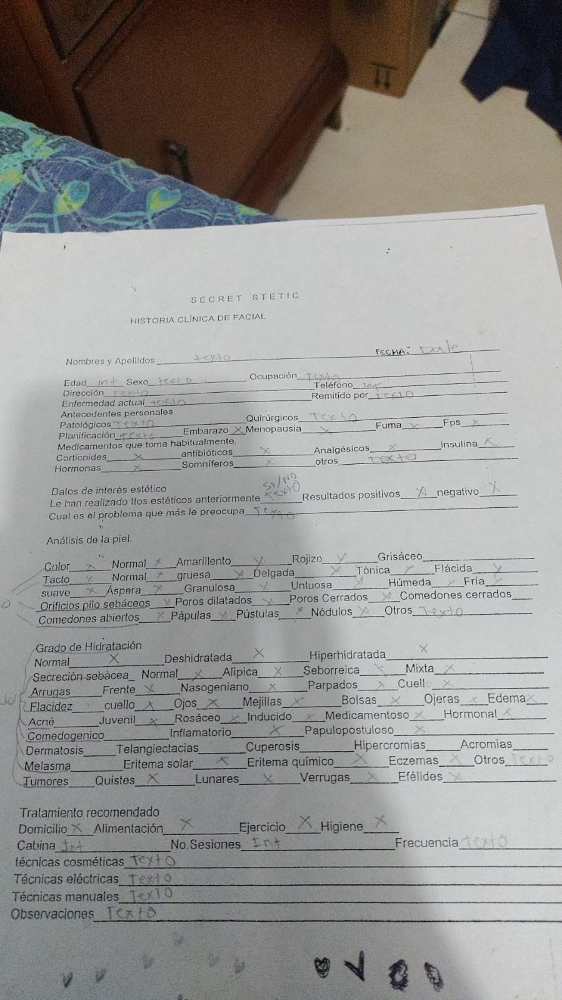 SECRET STETIC
HISTORIA CLÍNICA DE FACIAL
Nombres y Apellidos texto FECHA: Date
Edad Int Sexo texto Ocupación Texto
Dirección Texto Teléfono Int
Enfermedad actual texto Remitido por Texto
Antecedentes personales
Patológicos Texto Quirúrgicos Texto
Planificación Texto Embarazo X Menopausia X Fuma X Fps X
Medicamentos que toma habitualmente.
Corticoides X antibióticos X Analgésicos X insulina X
Hormonas X Somníferos X otros Texto
Datos de interés estético
SI/NO
Le han realizado ttos estéticos anteriormente Texto Resultados positivos X negativo X
Cual es el problema que más le preocupa Texto
Análisis de la piel.
Color X Normal X Amarillento X Rojizo X Grisáceo
Tacto X Normal X gruesa X Delgada X Tónica X Flácida X
suave X Áspera X Granulosa X Untuosa X Húmeda X Fría X
Orificios pilo sebáceos X Poros dilatados X Poros Cerrados X Comedones cerrados
Comedones abiertos X Pápulas X Pústulas X Nódulos X Otros Texto
Grado de Hidratación
Normal X Deshidratada X Hiperhidratada X
Secreciòn sebàcea Normal X Alipica X Seborreica X Mixta X
Arrugas Frente X Nasogeniano X Parpados X Cuell X
Flacidez cuello X Ojos X Mejillas X Bolsas X Ojeras X Edema X
Acné Juvenil X Rosáceo X Inducido X Medicamentoso X Hormonal X
Comedogenico Inflamatorio X Papulopostuloso X
Dermatosis Telangiectacias Cuperosis Hipercromias Acromias
Melasma Eritema solar X Eritema químico X Eczemas X Otros Texto
Tumores Quistes X Lunares X Verrugas X Efélides X
Tratamiento recomendado
Domicilio X Alimentación X Ejercicio X Higiene X
Cabina Int No.Sesiones Int Frecuencia Texto
técnicas cosméticas Texto
Técnicas eléctricas Texto
Técnicas manuales Texto
Observaciones Texto